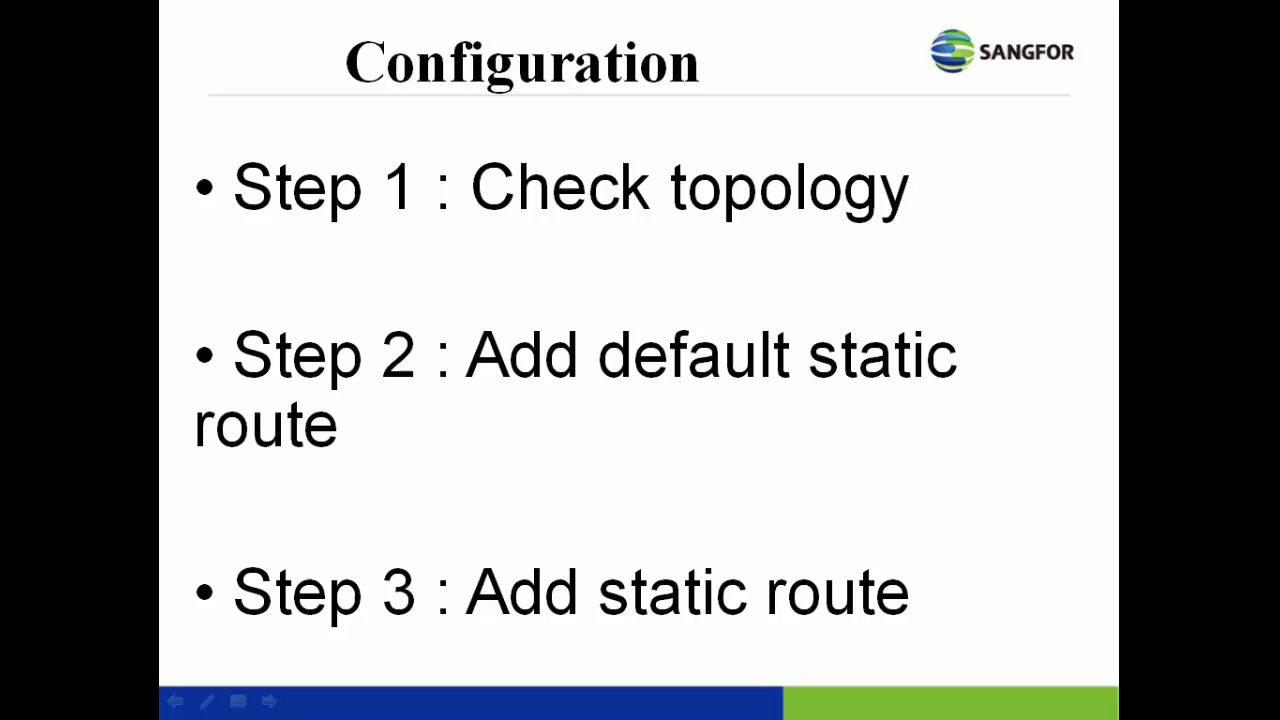 Configuration
SANGFOR
• Step 1 : Check topology
• Step 2 : Add default static
route
• Step 3 : Add static route